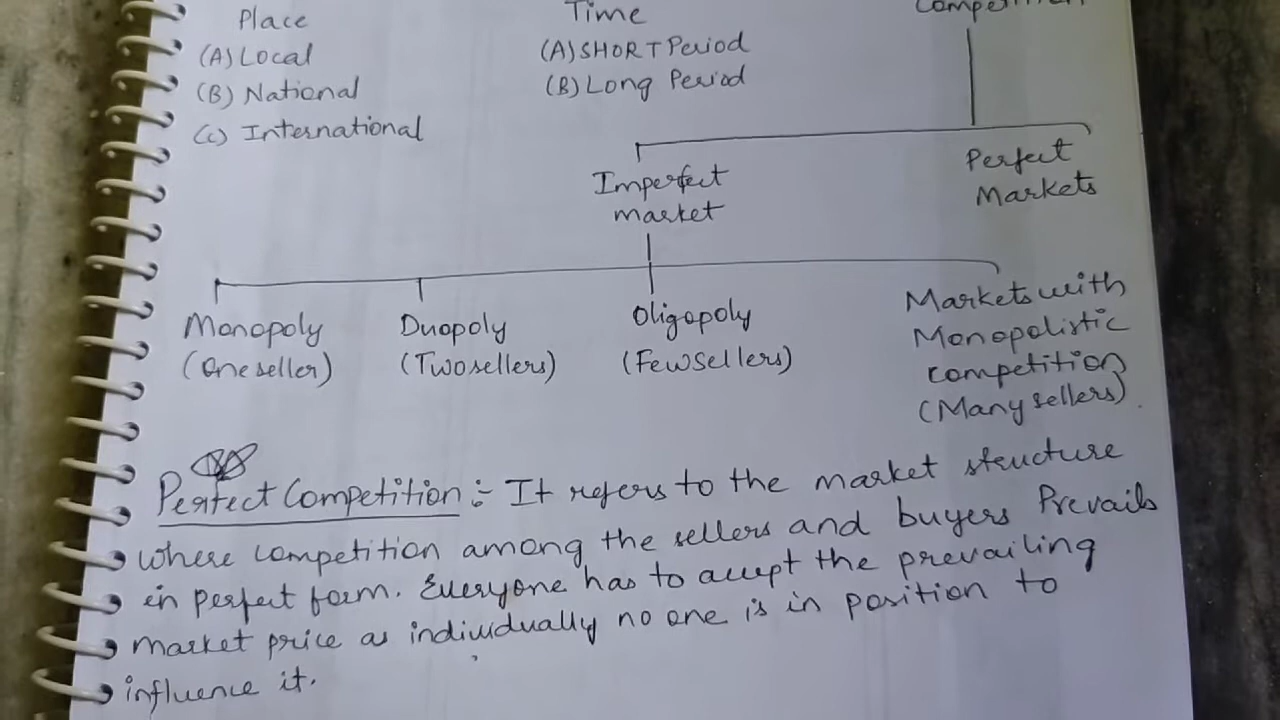 Place
Time
Competition
(A) Local
(A) SHORT Period
(B) National
(B) Long Period
(C) International
Imperfect
market
Perfect
Markets
Monopoly
(One seller)
Duopoly
(Two sellers)
Oligopoly
(Few sellers)
Markets with
Monopolistic
competition
(Many sellers)
Perfect Competition :- It refers to the market structure
where competition among the sellers and buyers Prevails
in perfect form. Everyone has to accept the prevailing
market price as individually no one is in position to
influence it.